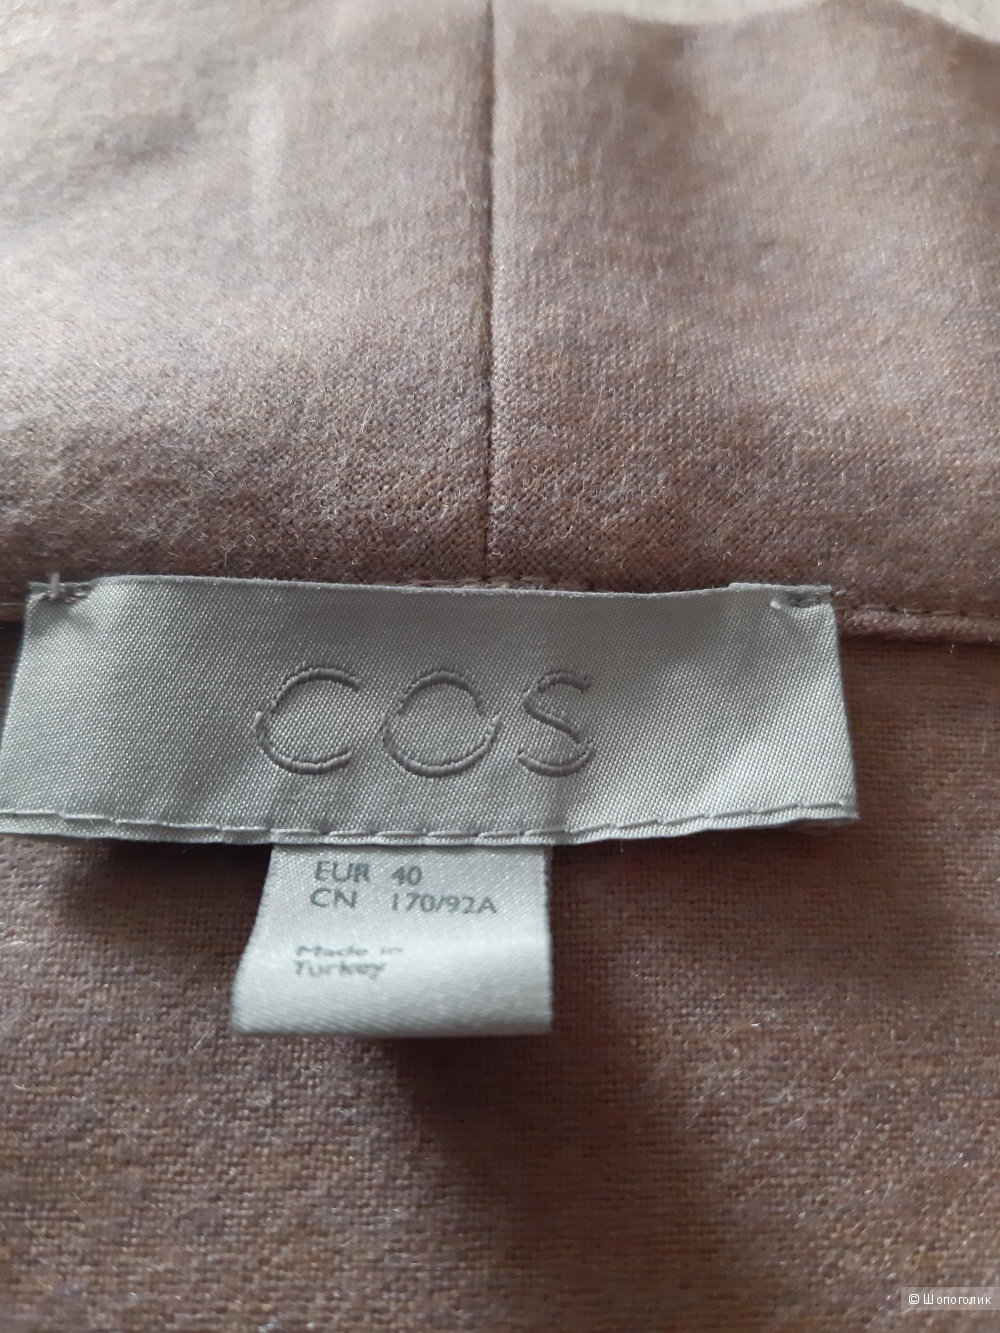 COS
EUR 40
CN 170/92A
Made in
Turkey
© Шопоголик